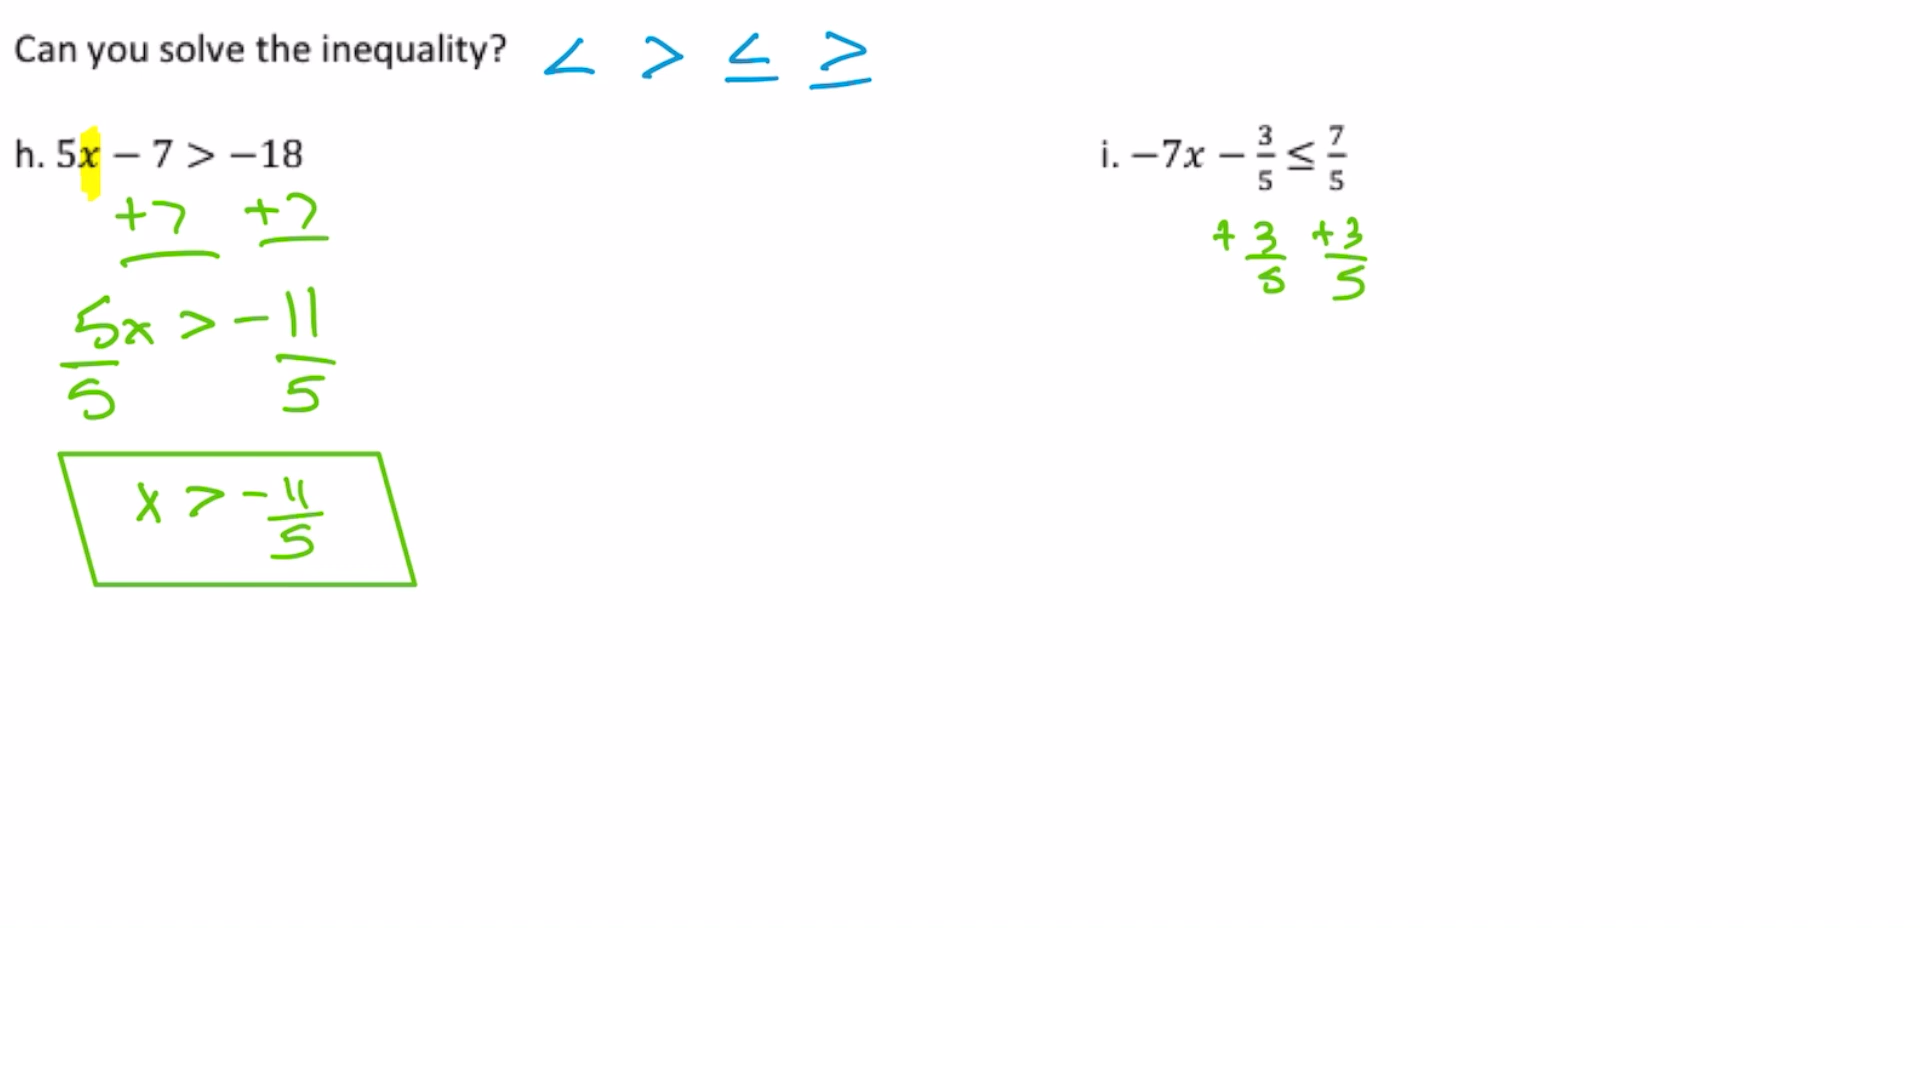 Can you solve the inequality? < > ≤ ≥
h. 5x − 7 > −18
+7 +7
5x > −11
5 5
x > −11/5
i. −7x − 3/5 ≤ 7/5
+3/5 +3/5